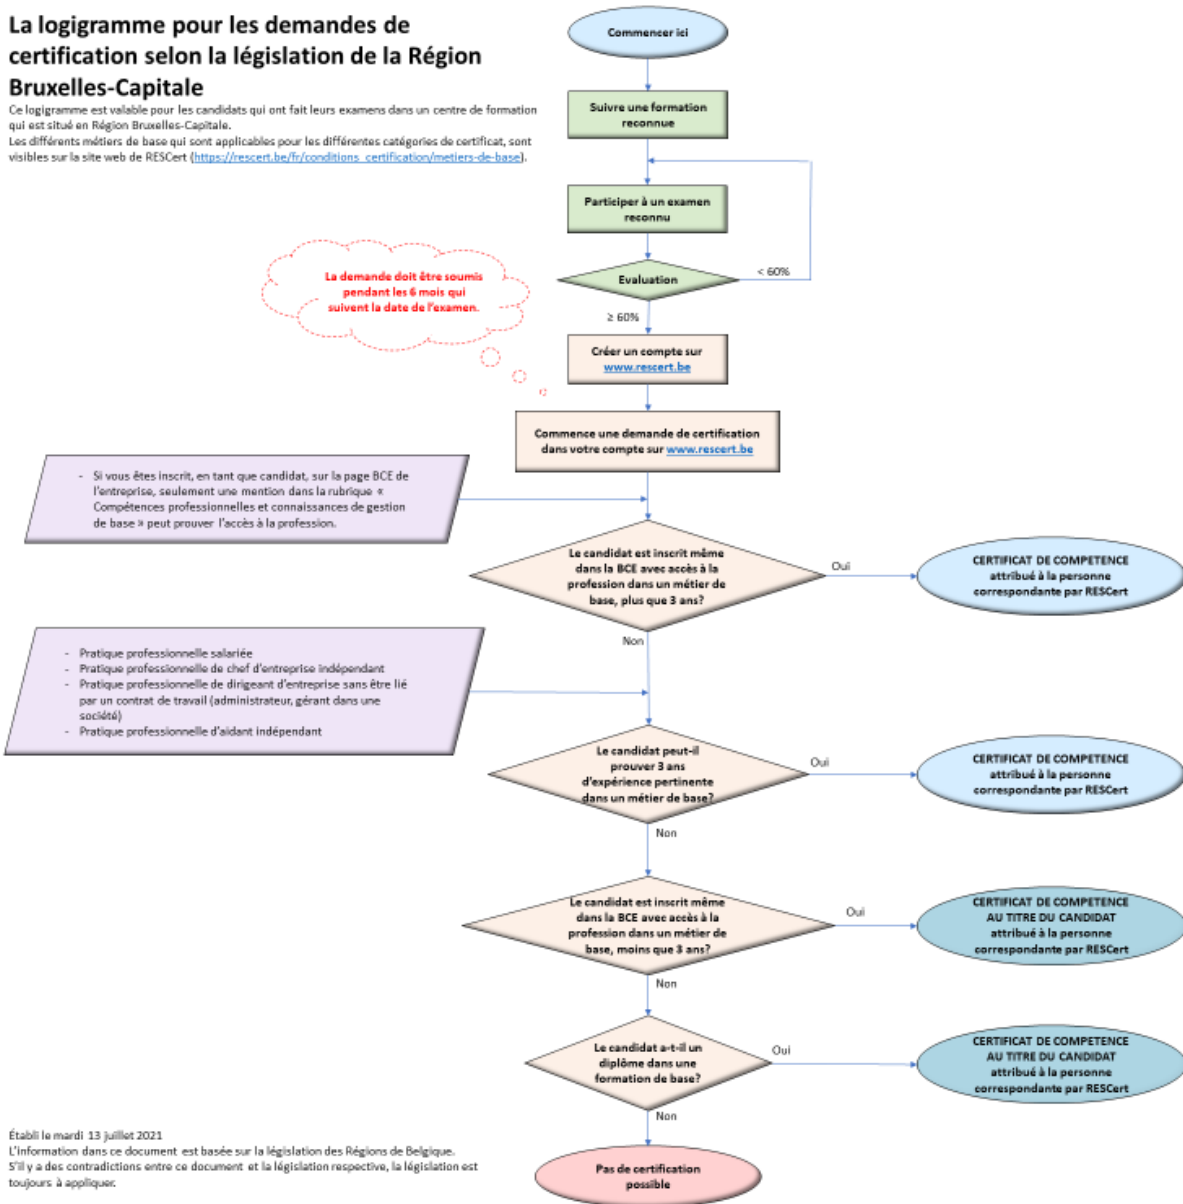 La logigramme pour les demandes de
certification selon la législation de la Région
Bruxelles-Capitale
Ce logigramme est valable pour les candidats qui ont fait leurs examens dans un centre de formation
qui est situé en Région Bruxelles-Capitale.
Les différents métiers de base qui sont applicables pour les différentes catégories de certificat, sont
visibles sur la site web de RESCert (https://rescert.be/fr/conditions_certification/metiers-de-base).
Commencer ici
Suivre une formation
reconnue
Participer à un examen
reconnu
Evaluation
< 60%
≥ 60%
La demande doit être soumis
pendant les 6 mois qui
suivent la date de l'examen.
Créer un compte sur
www.rescert.be
Commence une demande de certification
dans votre compte sur www.rescert.be
- Si vous êtes inscrit, en tant que candidat, sur la page BCE de
l'entreprise, seulement une mention dans la rubrique «
Compétences professionnelles et connaissances de gestion
de base » peut prouver l'accès à la profession.
Le candidat est inscrit même
dans la BCE avec accès à la
profession dans un métier de
base, plus que 3 ans?
Oui
CERTIFICAT DE COMPETENCE
attribué à la personne
correspondante par RESCert
Non
- Pratique professionnelle salariée
- Pratique professionnelle de chef d'entreprise indépendant
- Pratique professionnelle de dirigeant d'entreprise sans être lié
par un contrat de travail (administrateur, gérant dans une
société)
- Pratique professionnelle d'aidant indépendant
Le candidat peut-il
prouver 3 ans
d'expérience pertinente
dans un métier de base?
Oui
CERTIFICAT DE COMPETENCE
attribué à la personne
correspondante par RESCert
Non
Le candidat est inscrit même
dans la BCE avec accès à la
profession dans un métier de
base, moins que 3 ans?
Oui
CERTIFICAT DE COMPETENCE
AU TITRE DU CANDIDAT
attribué à la personne
correspondante par RESCert
Non
Le candidat a-t-il un
diplôme dans une
formation de base?
Oui
CERTIFICAT DE COMPETENCE
AU TITRE DU CANDIDAT
attribué à la personne
correspondante par RESCert
Non
Pas de certification
possible
Établi le mardi 13 juillet 2021
L'information dans ce document est basée sur la législation des Régions de Belgique.
S'il y a des contradictions entre ce document et la législation respective, la législation est
toujours à appliquer.